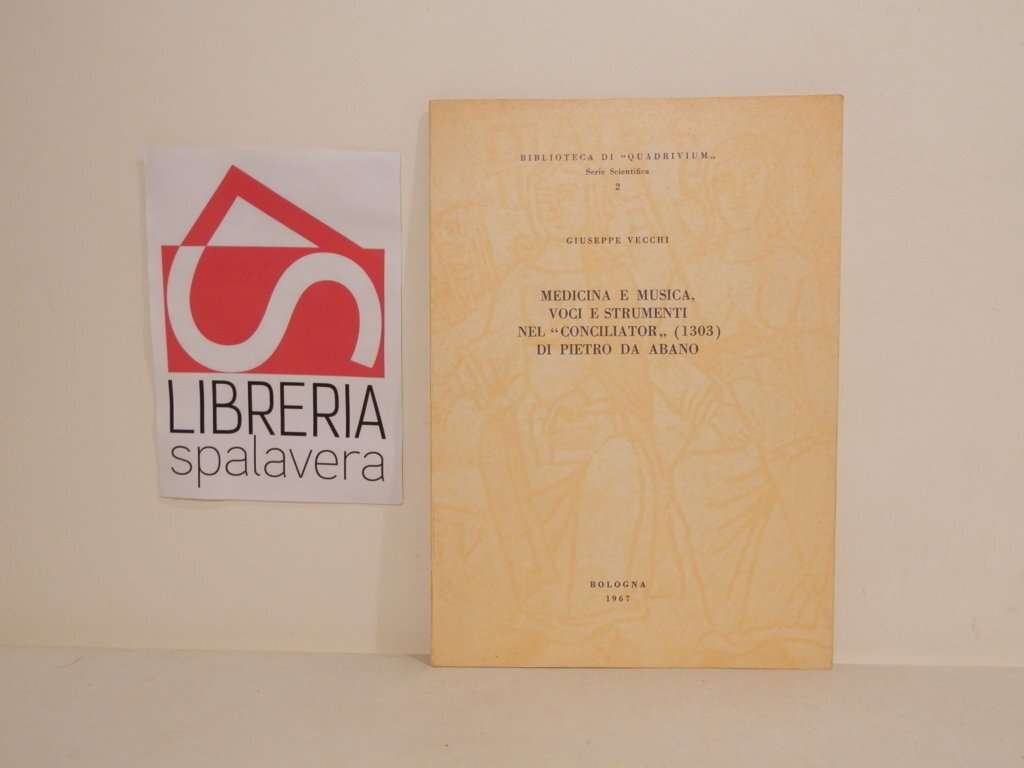 LIBRERIA
spalavera
BIBLIOTECA DI “QUADRIVIUM„
Serie Scientifica
2
GIUSEPPE VECCHI
MEDICINA E MUSICA,
VOCI E STRUMENTI
NEL “CONCILIATOR„ (1303)
DI PIETRO DA ABANO
BOLOGNA
1967